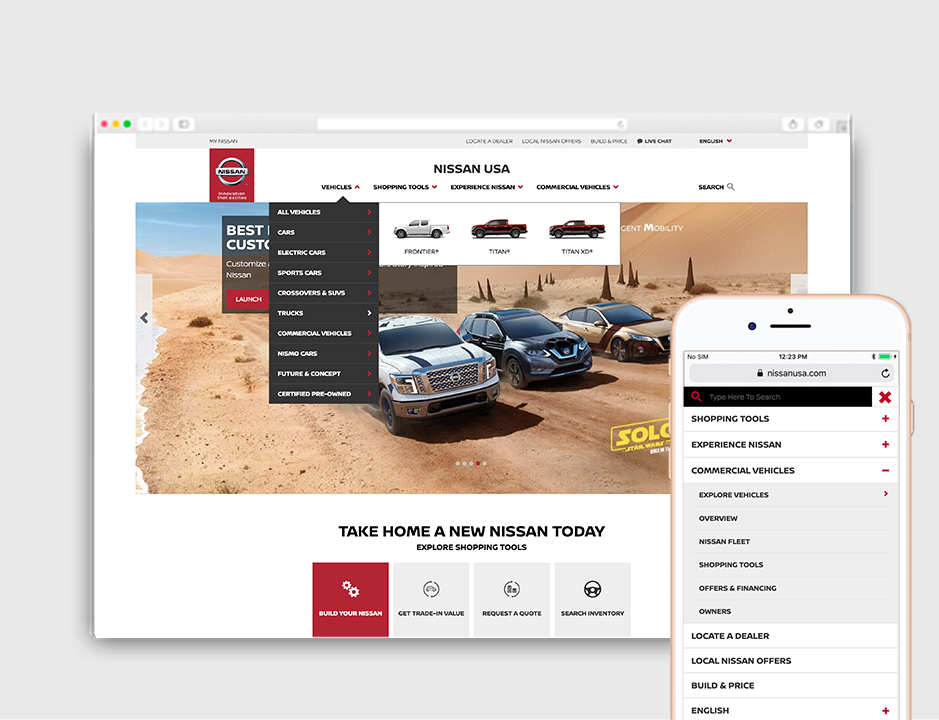 MY NISSAN
LOCATE A DEALER LOCAL NISSAN OFFERS BUILD & PRICE LIVE CHAT ENGLISH
NISSAN
Innovation
that excites
NISSAN USA
VEHICLES SHOPPING TOOLS EXPERIENCE NISSAN COMMERCIAL VEHICLES SEARCH
ALL VEHICLES
CARS
ELECTRIC CARS
SPORTS CARS
CROSSOVERS & SUVS
TRUCKS
COMMERCIAL VEHICLES
NISMO CARS
FUTURE & CONCEPT
CERTIFIED PRE-OWNED
FRONTIER® TITAN® TITAN XD®
GENT MOBILITY
BEST
CUSTO
Customize
Nissan
LAUNCH
SOLO
STAR WARS
TAKE HOME A NEW NISSAN TODAY
EXPLORE SHOPPING TOOLS
BUILD YOUR NISSAN GET TRADE-IN VALUE REQUEST A QUOTE SEARCH INVENTORY
No SIM 12:23 PM
nissanusa.com
Type Here To Search
SHOPPING TOOLS
EXPERIENCE NISSAN
COMMERCIAL VEHICLES
EXPLORE VEHICLES
OVERVIEW
NISSAN FLEET
SHOPPING TOOLS
OFFERS & FINANCING
OWNERS
LOCATE A DEALER
LOCAL NISSAN OFFERS
BUILD & PRICE
ENGLISH